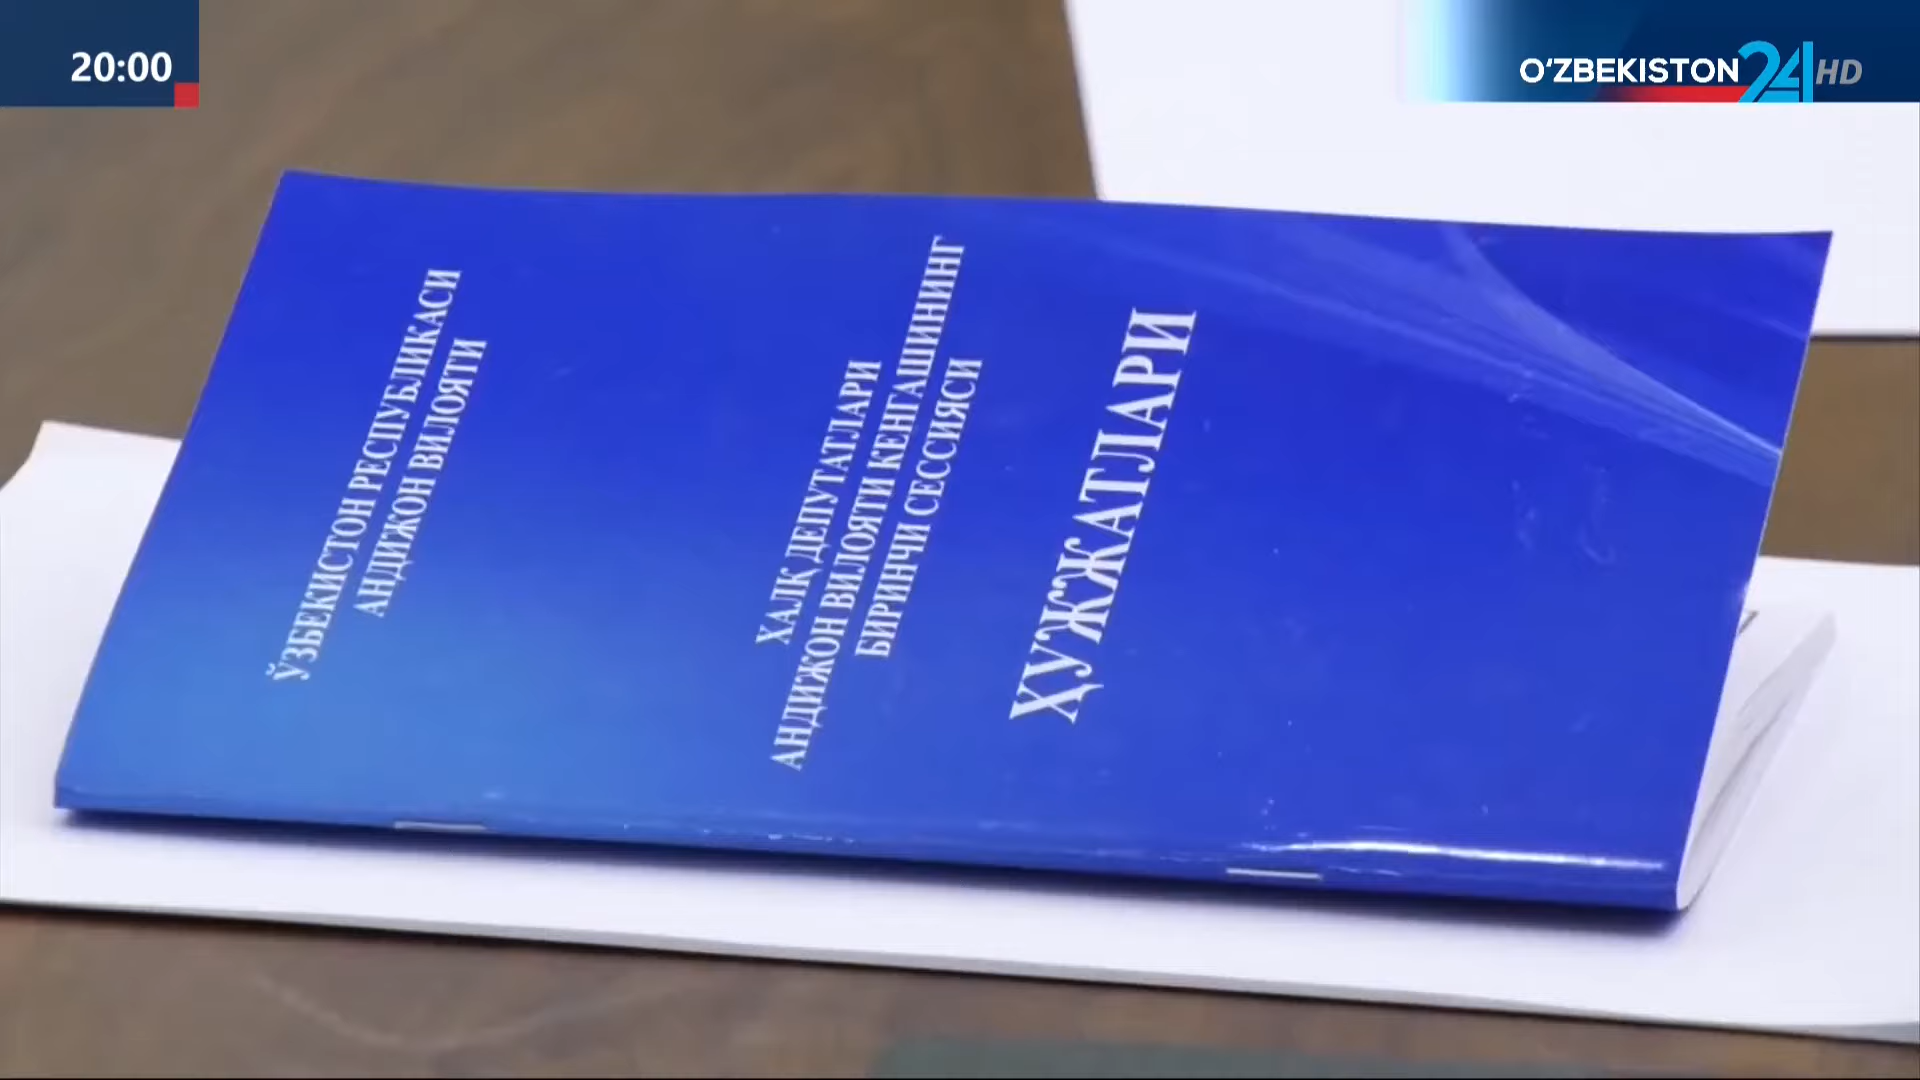 20:00
O‘ZBEKISTON 24 HD
ЎЗБЕКИСТОН РЕСПУБЛИКАСИ
АНДИЖОН ВИЛОЯТИ
ХАЛҚ ДЕПУТАТЛАРИ
АНДИЖОН ВИЛОЯТИ КЕНГАШИНИНГ
БИРИНЧИ СЕССИЯСИ
ҲУЖЖАТЛАРИ